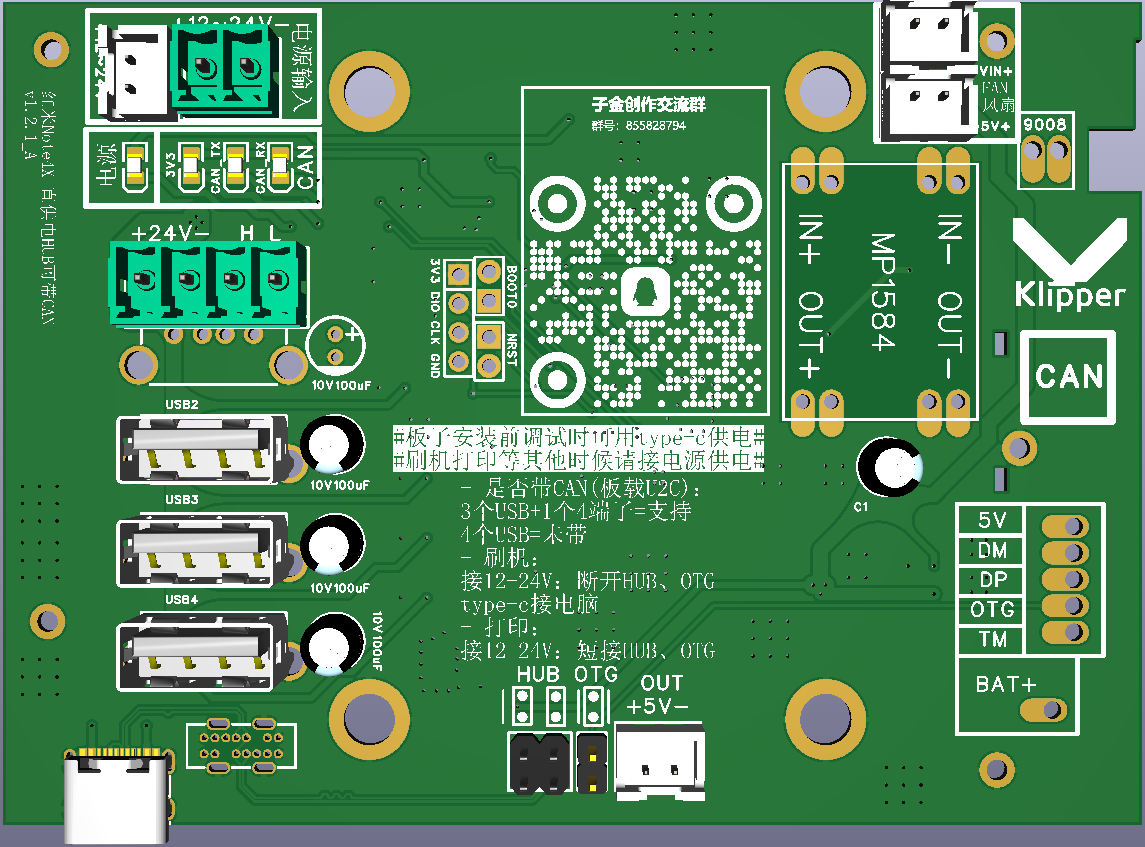 +12~24V-
电源输入
红米Note1X 直供电HUB可带CAN
v1.2.1_A
电源
3V3
CAN_TX
CAN_RX
CAN
+24V-
H L
10V100uF
USB2
10V100uF
USB3
10V100uF
USB4
10V100uF
子金创作交流群
群号：855828794
3V3
DIO
CLK
GND
BOOT0
NRST
#板子安装前调试时可用type-c供电#
#刷机打印等其他时候请接电源供电#
- 是否带CAN(板载U2C)：
3个USB+1个4端子=支持
4个USB=未带
- 刷机：
接12-24V：断开HUB、OTG
type-c接电脑
- 打印：
接12-24V：短接HUB、OTG
HUB
OTG
OUT
+5V-
VIN+
FAN
风扇
5V+
9008
IN+
IN-
MP1584
OUT+
OUT-
Klipper
CAN
C1
5V
DM
DP
OTG
TM
BAT+